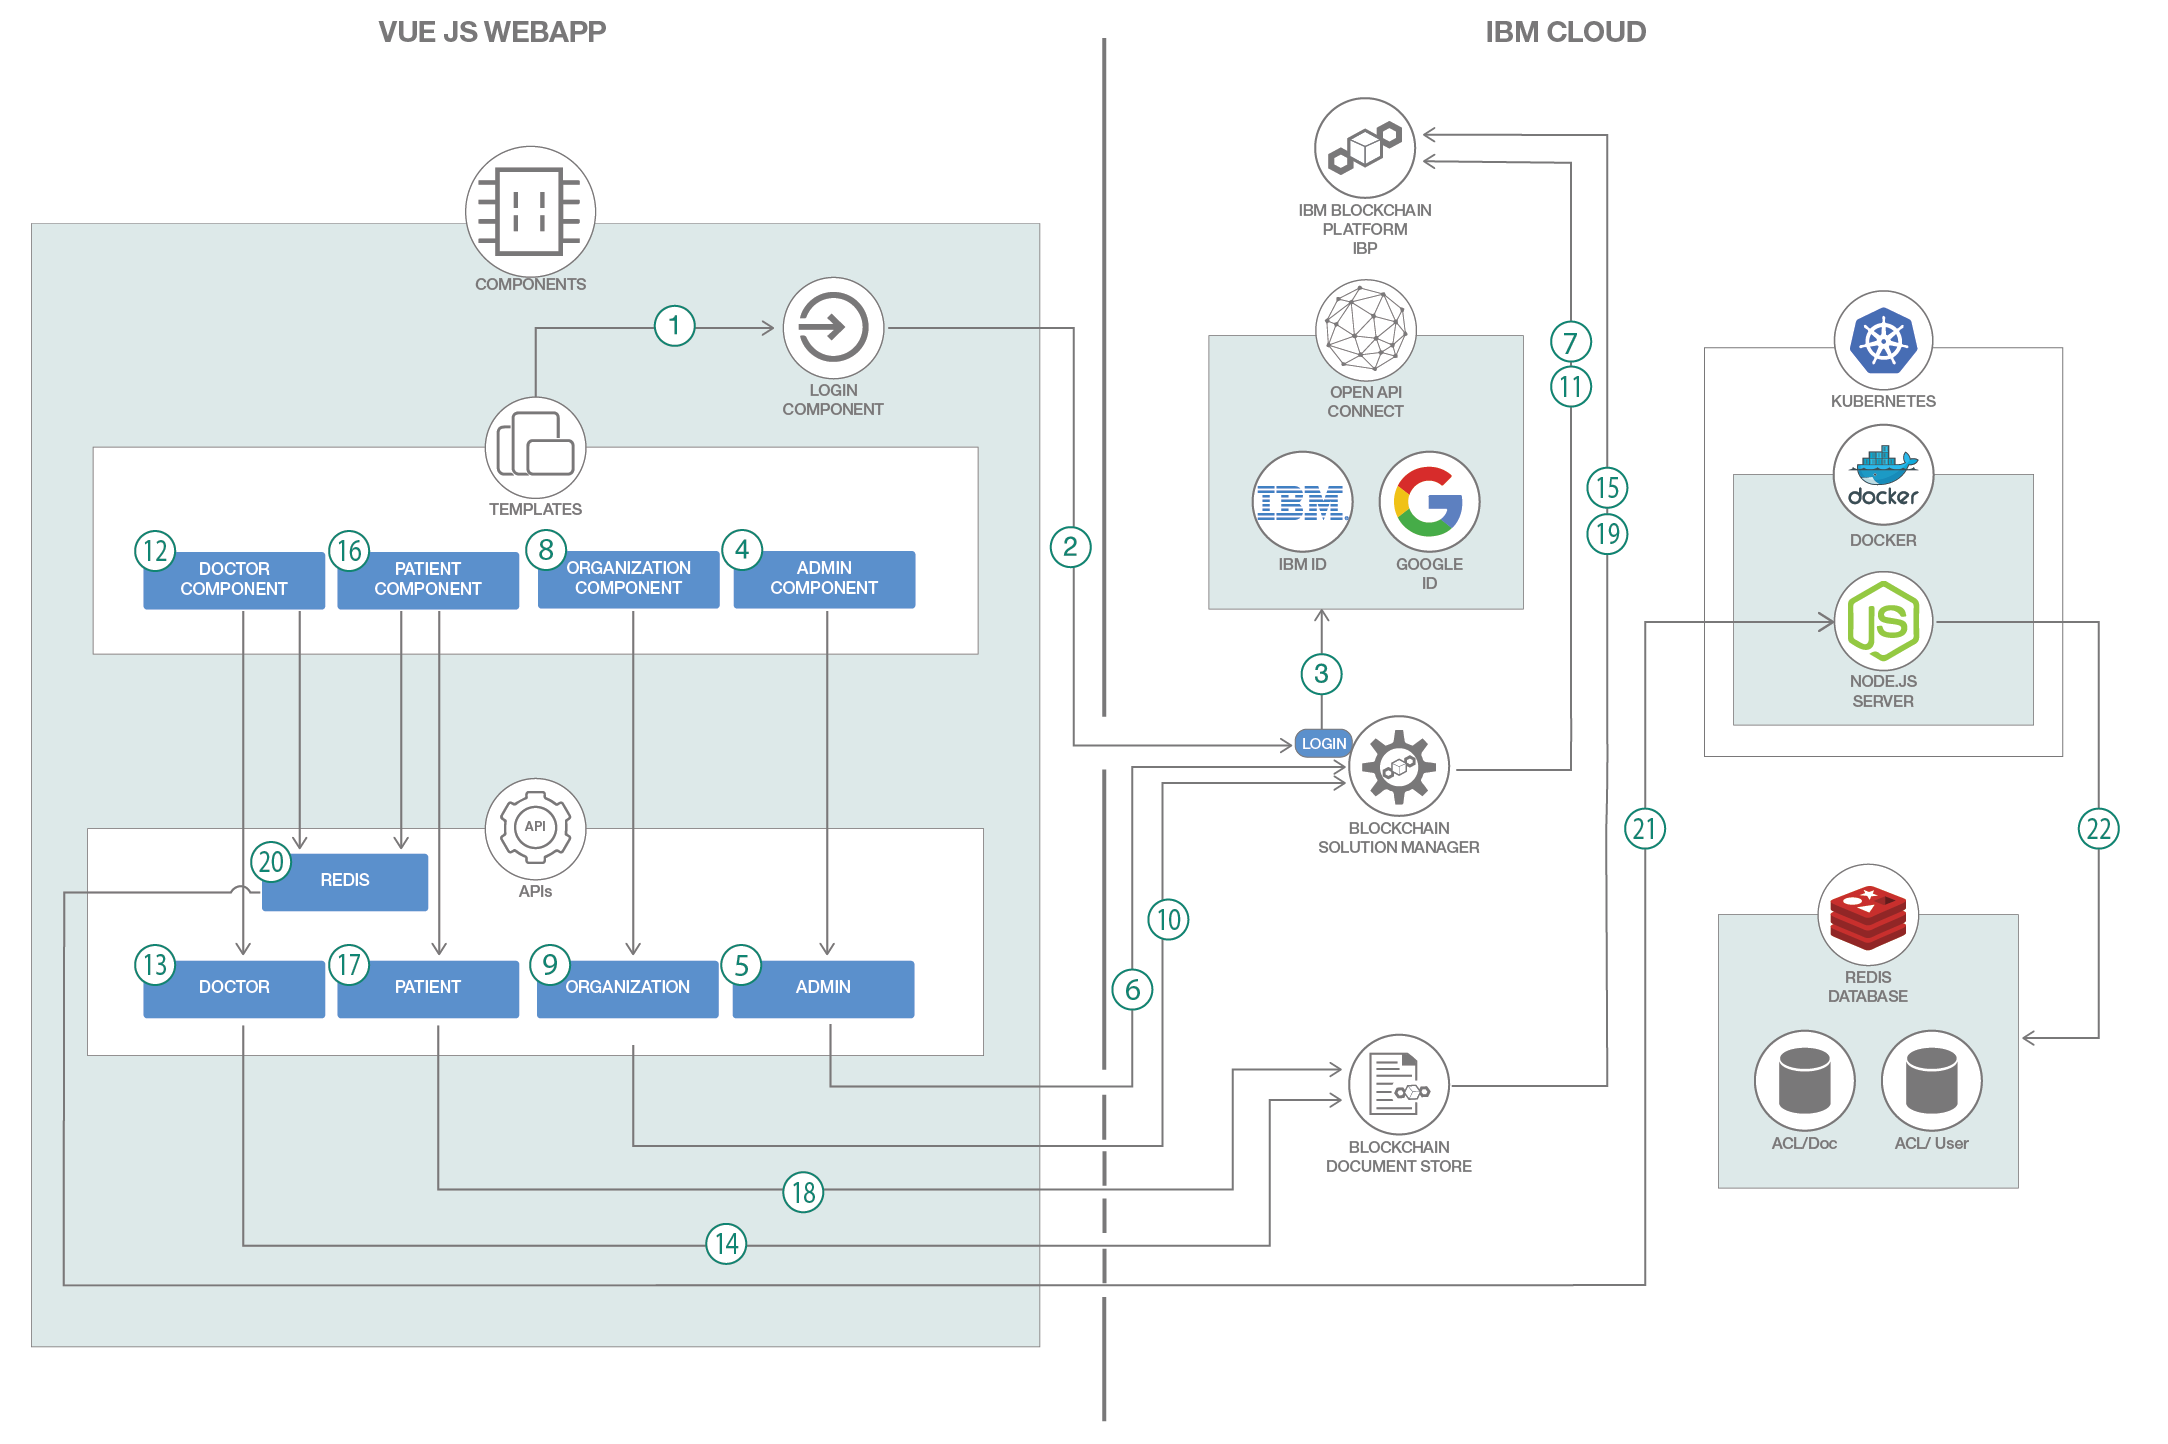 VUE JS WEBAPP
IBM CLOUD
COMPONENTS
1
LOGIN
COMPONENT
TEMPLATES
12
DOCTOR
COMPONENT
16
PATIENT
COMPONENT
8
ORGANIZATION
COMPONENT
4
ADMIN
COMPONENT
2
20
REDIS
API
APIs
13
DOCTOR
17
PATIENT
9
ORGANIZATION
5
ADMIN
6
10
18
14
IBM BLOCKCHAIN
PLATFORM
IBP
OPEN API
CONNECT
IBM
IBM ID
GOOGLE
ID
7
11
15
19
3
LOGIN
BLOCKCHAIN
SOLUTION MANAGER
BLOCKCHAIN
DOCUMENT STORE
KUBERNETES
docker
DOCKER
JS
NODE.JS
SERVER
21
22
REDIS
DATABASE
ACL/Doc
ACL/ User